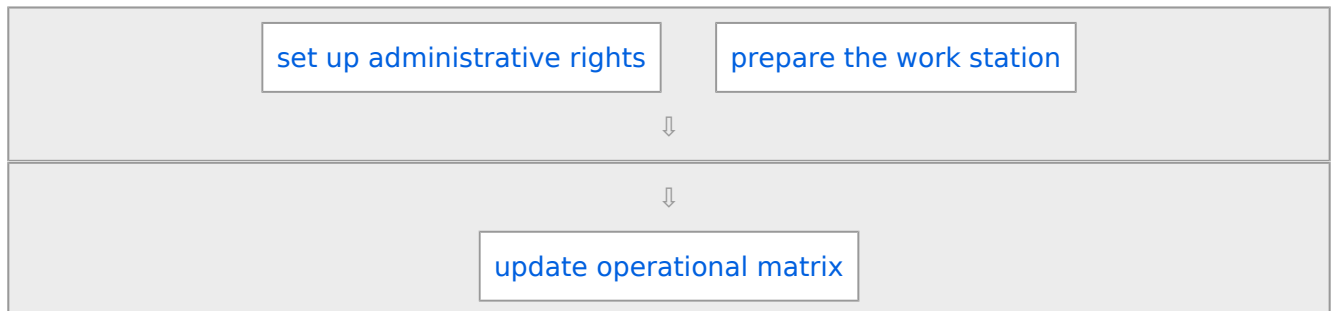 set up administrative rights
prepare the work station
⇩
⇩
update operational matrix